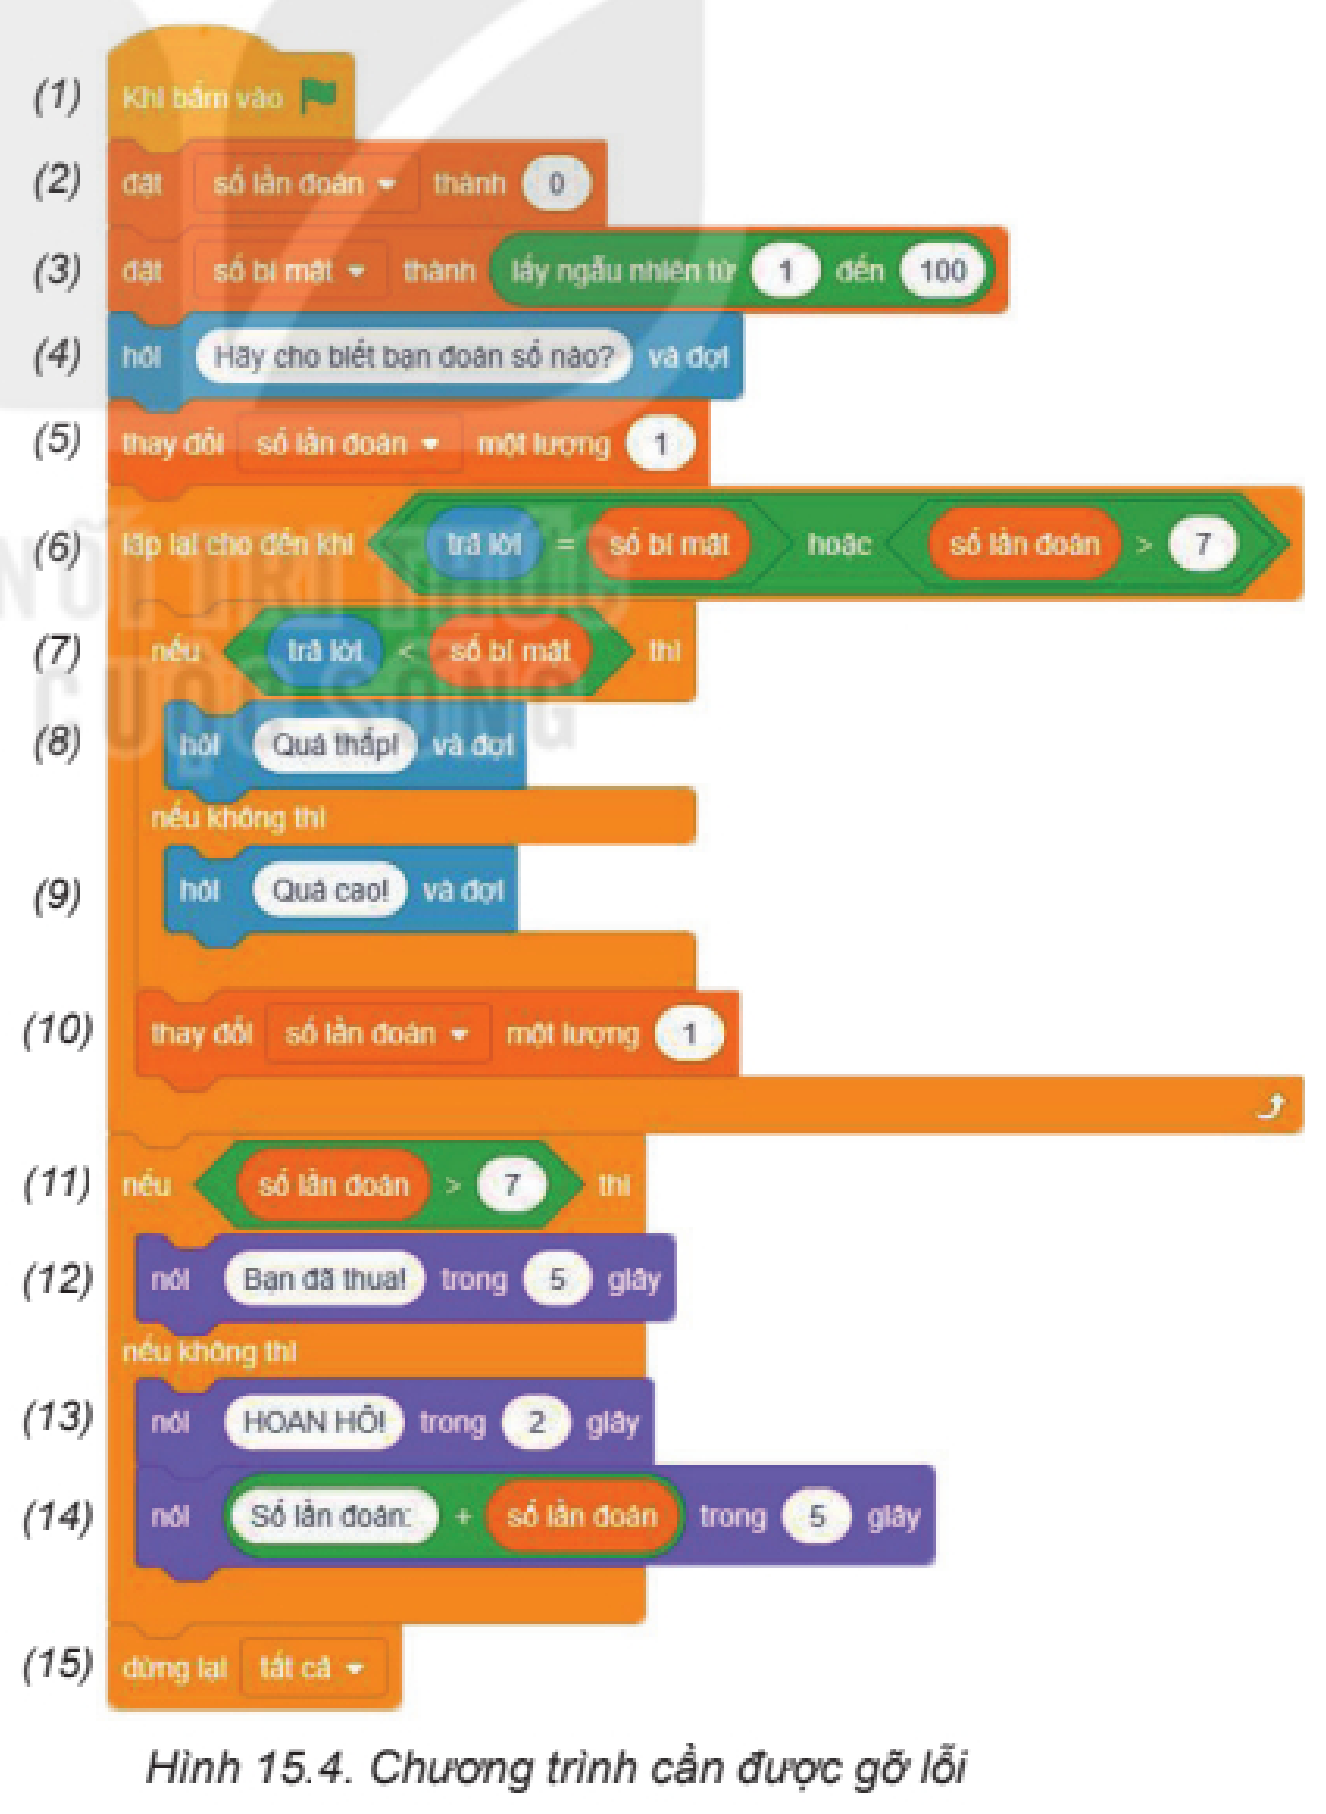 (1) Khi bấm vào
(2) đặt số lần đoán thành 0
(3) đặt số bí mật thành lấy ngẫu nhiên từ 1 đến 100
(4) hỏi Hãy cho biết bạn đoán số nào? và đợi
(5) thay đổi số lần đoán một lượng 1
(6) lặp lại cho đến khi trả lời = số bí mật hoặc số lần đoán > 7
(7) nếu trả lời < số bí mật thì
(8) hỏi Quá thấp! và đợi
nếu không thì
(9) hỏi Quá cao! và đợi
(10) thay đổi số lần đoán một lượng 1
(11) nếu số lần đoán > 7 thì
(12) nói Bạn đã thua! trong 5 giây
nếu không thì
(13) nói HOAN HÔ! trong 2 giây
(14) nói Số lần đoán: + số lần đoán trong 5 giây
(15) dừng lại tất cả
Hình 15.4. Chương trình cần được gỡ lỗi
NỐI TRI THỨC
CUỘC SỐNG